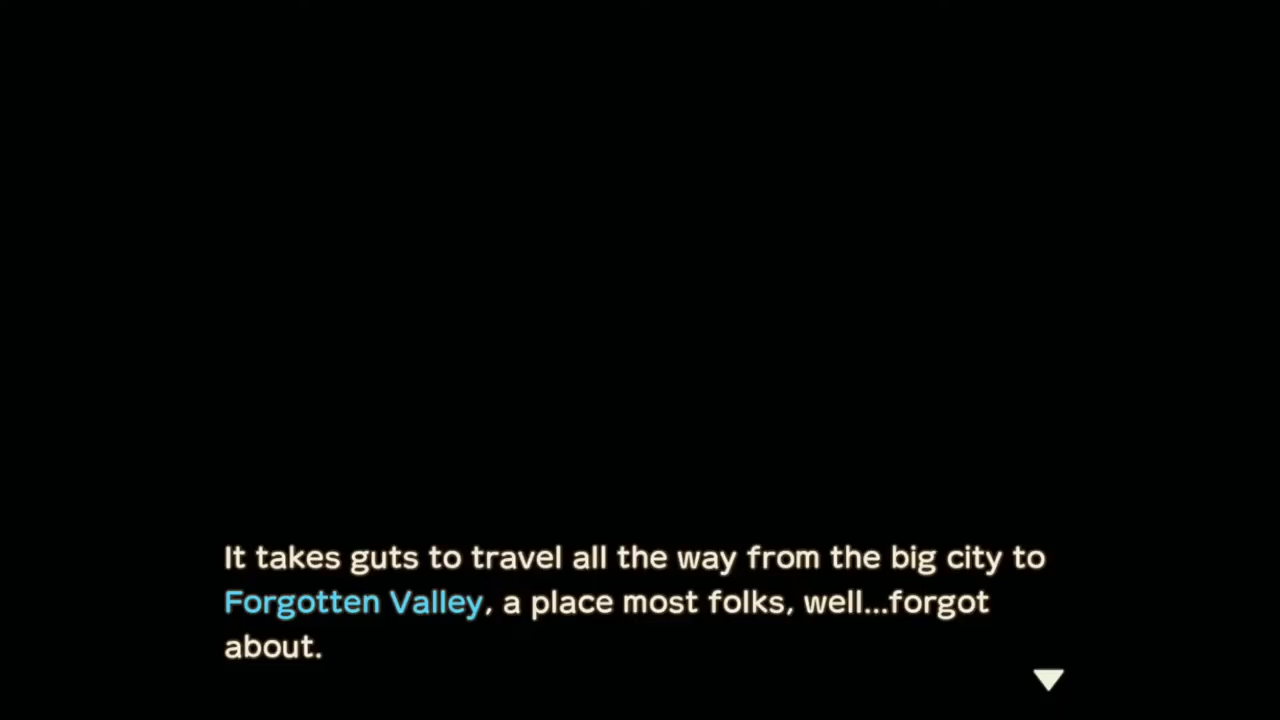 It takes guts to travel all the way from the big city to
Forgotten Valley, a place most folks, well...forgot
about.